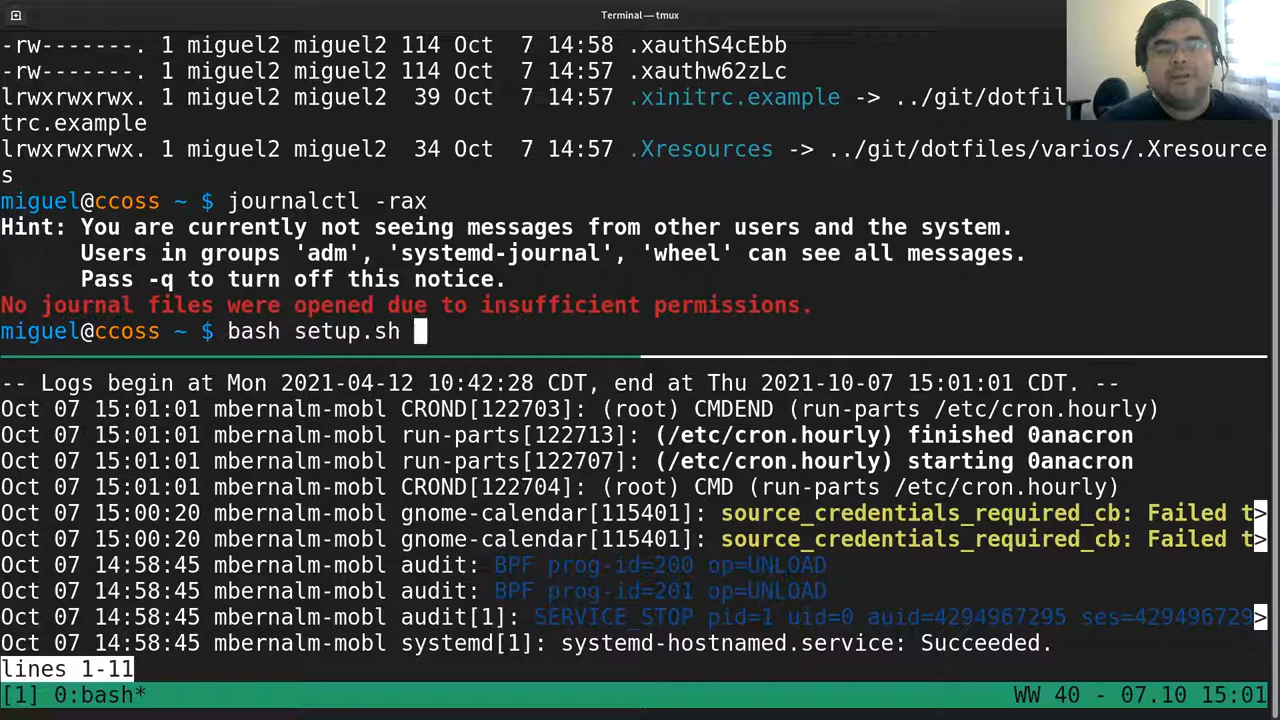 Terminal — tmux
-rw-------. 1 miguel2 miguel2 114 Oct  7 14:58 .xauthS4cEbb
-rw-------. 1 miguel2 miguel2 114 Oct  7 14:57 .xauthw62zLc
lrwxrwxrwx. 1 miguel2 miguel2  39 Oct  7 14:57 .xinitrc.example -> ../git/dotfil
trc.example
lrwxrwxrwx. 1 miguel2 miguel2  34 Oct  7 14:57 .Xresources -> ../git/dotfiles/varios/.Xresource
s
miguel@ccoss ~ $ journalctl -rax
Hint: You are currently not seeing messages from other users and the system.
      Users in groups 'adm', 'systemd-journal', 'wheel' can see all messages.
      Pass -q to turn off this notice.
No journal files were opened due to insufficient permissions.
miguel@ccoss ~ $ bash setup.sh
-- Logs begin at Mon 2021-04-12 10:42:28 CDT, end at Thu 2021-10-07 15:01:01 CDT. --
Oct 07 15:01:01 mbernalm-mobl CROND[122703]: (root) CMDEND (run-parts /etc/cron.hourly)
Oct 07 15:01:01 mbernalm-mobl run-parts[122713]: (/etc/cron.hourly) finished 0anacron
Oct 07 15:01:01 mbernalm-mobl run-parts[122707]: (/etc/cron.hourly) starting 0anacron
Oct 07 15:01:01 mbernalm-mobl CROND[122704]: (root) CMD (run-parts /etc/cron.hourly)
Oct 07 15:00:20 mbernalm-mobl gnome-calendar[115401]: source_credentials_required_cb: Failed t>
Oct 07 15:00:20 mbernalm-mobl gnome-calendar[115401]: source_credentials_required_cb: Failed t>
Oct 07 14:58:45 mbernalm-mobl audit: BPF prog-id=200 op=UNLOAD
Oct 07 14:58:45 mbernalm-mobl audit: BPF prog-id=201 op=UNLOAD
Oct 07 14:58:45 mbernalm-mobl audit[1]: SERVICE_STOP pid=1 uid=0 auid=4294967295 ses=429496729>
Oct 07 14:58:45 mbernalm-mobl systemd[1]: systemd-hostnamed.service: Succeeded.
lines 1-11
[1] 0:bash* WW 40 - 07.10 15:01